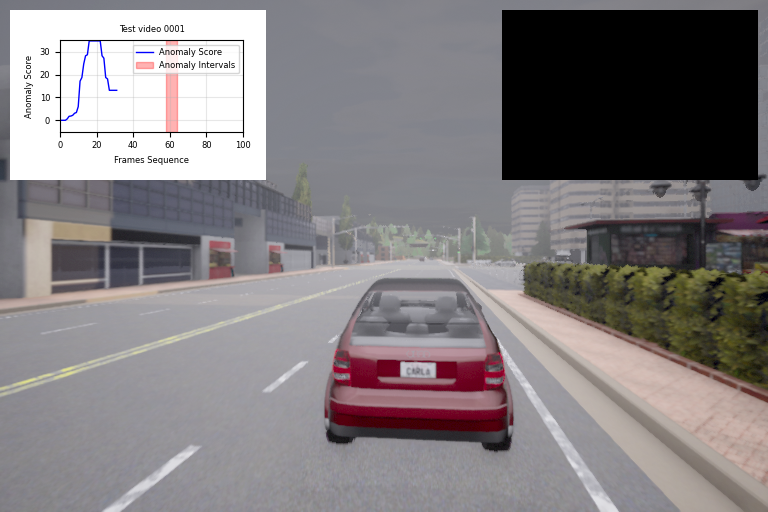 Test video 0001
Anomaly Score
Anomaly Intervals
Anomaly Score
30
20
10
0
0 20 40 60 80 100
Frames Sequence
CARLA